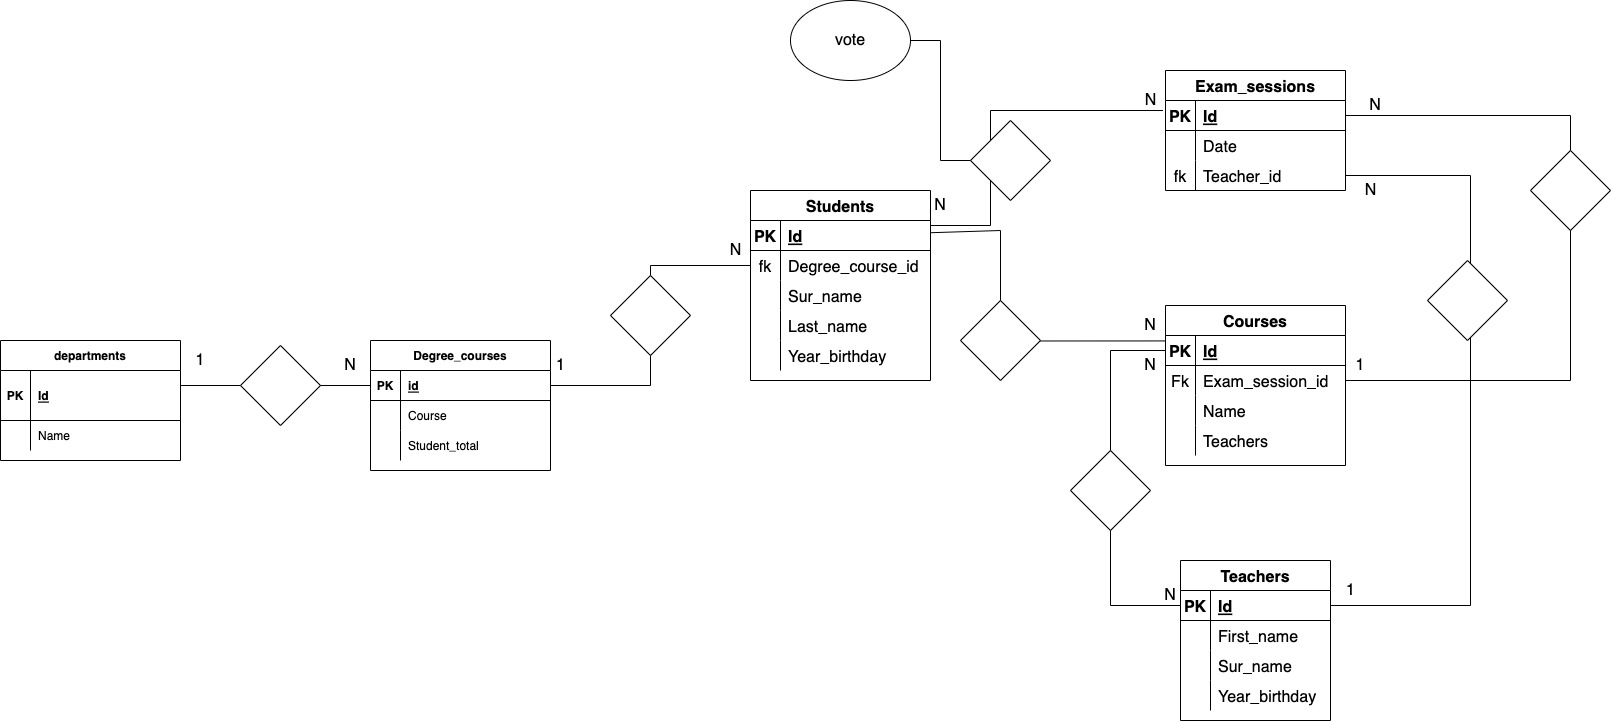 vote
Exam_sessions
PK Id
Date
fk Teacher_id
N
N
N
Students
PK Id
fk Degree_course_id
Sur_name
Last_name
Year_birthday
N
N
departments
PK Id
Name
1
N
Degree_courses
PK id
Course
Student_total
1
Courses
PK Id
Fk Exam_session_id
Name
Teachers
N
N
1
Teachers
PK Id
First_name
Sur_name
Year_birthday
N
1